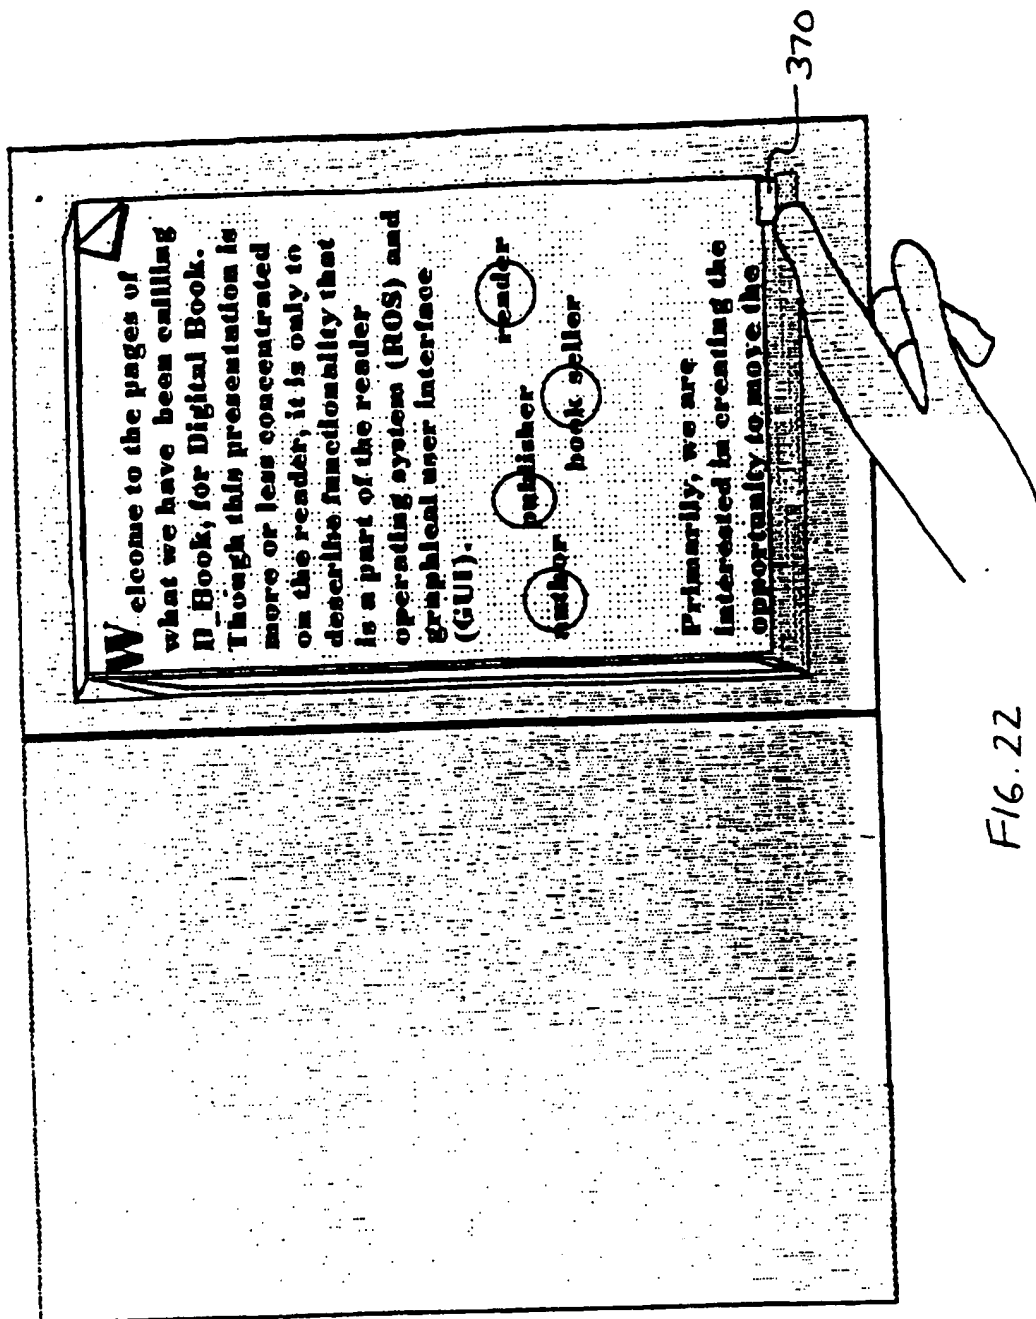 Welcome to the pages of
what we have been calling
D_Book, for Digital Book.
Though this presentation is
more or less concentrated
on the reader, it is only to
describe functionality that
is a part of the reader
operating system (ROS) and
graphical user interface
(GUI).
author
publisher
book seller
reader
Primarily, we are
interested in creating the
opportunity to move the
370
FIG. 22